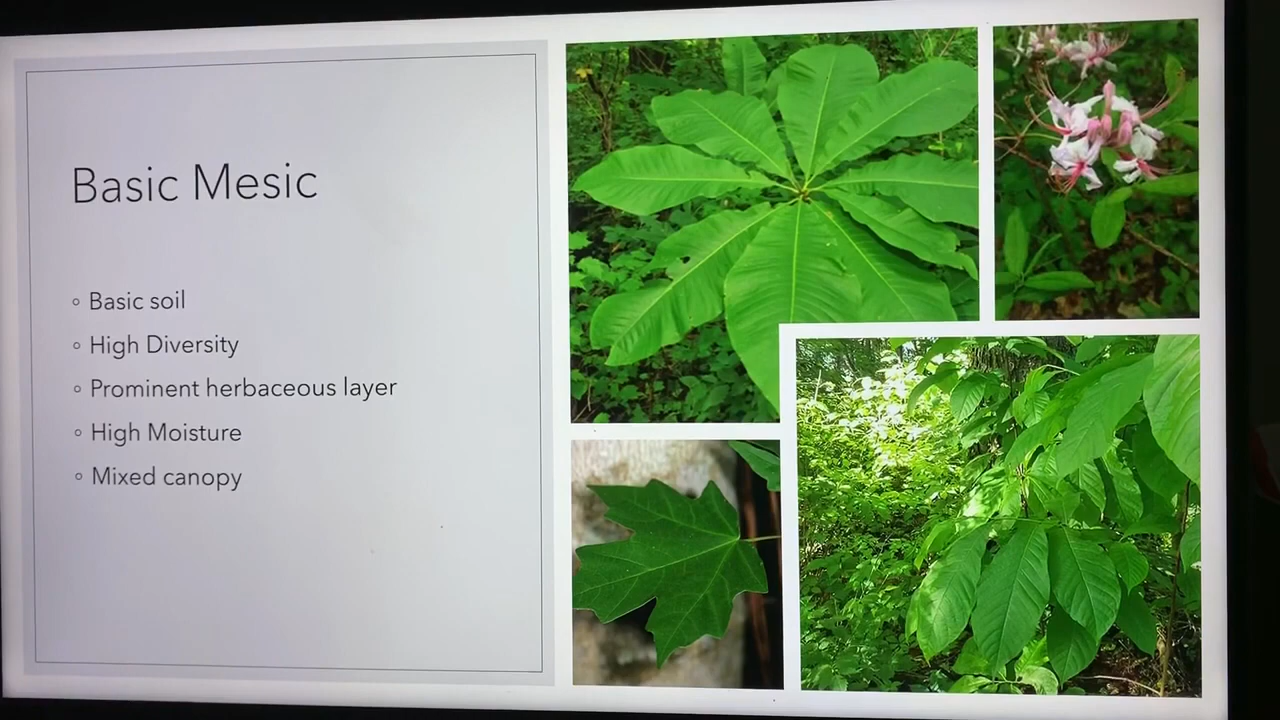 Basic Mesic
Basic soil
High Diversity
Prominent herbaceous layer
High Moisture
Mixed canopy